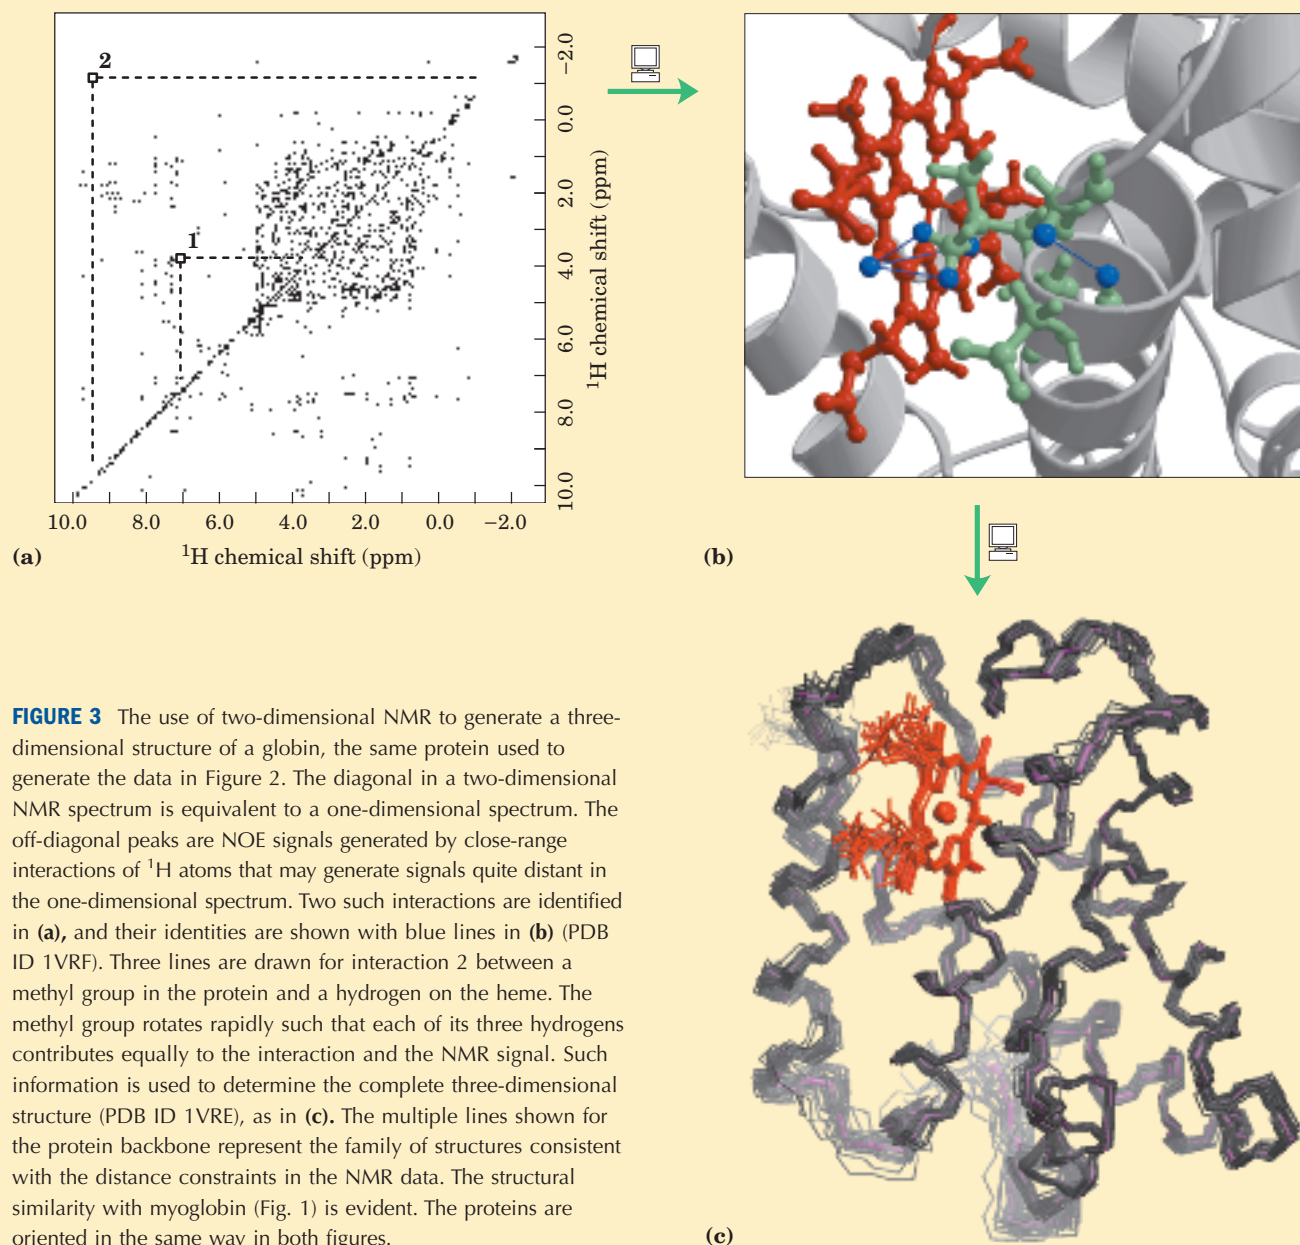 2
1
−2.0
0.0
2.0
4.0
6.0
8.0
10.0
¹H chemical shift (ppm)
10.0 8.0 6.0 4.0 2.0 0.0 −2.0
¹H chemical shift (ppm)
(a)
(b)
FIGURE 3 The use of two-dimensional NMR to generate a three-
dimensional structure of a globin, the same protein used to
generate the data in Figure 2. The diagonal in a two-dimensional
NMR spectrum is equivalent to a one-dimensional spectrum. The
off-diagonal peaks are NOE signals generated by close-range
interactions of ¹H atoms that may generate signals quite distant in
the one-dimensional spectrum. Two such interactions are identified
in (a), and their identities are shown with blue lines in (b) (PDB
ID 1VRF). Three lines are drawn for interaction 2 between a
methyl group in the protein and a hydrogen on the heme. The
methyl group rotates rapidly such that each of its three hydrogens
contributes equally to the interaction and the NMR signal. Such
information is used to determine the complete three-dimensional
structure (PDB ID 1VRE), as in (c). The multiple lines shown for
the protein backbone represent the family of structures consistent
with the distance constraints in the NMR data. The structural
similarity with myoglobin (Fig. 1) is evident. The proteins are
oriented in the same way in both figures.
(c)